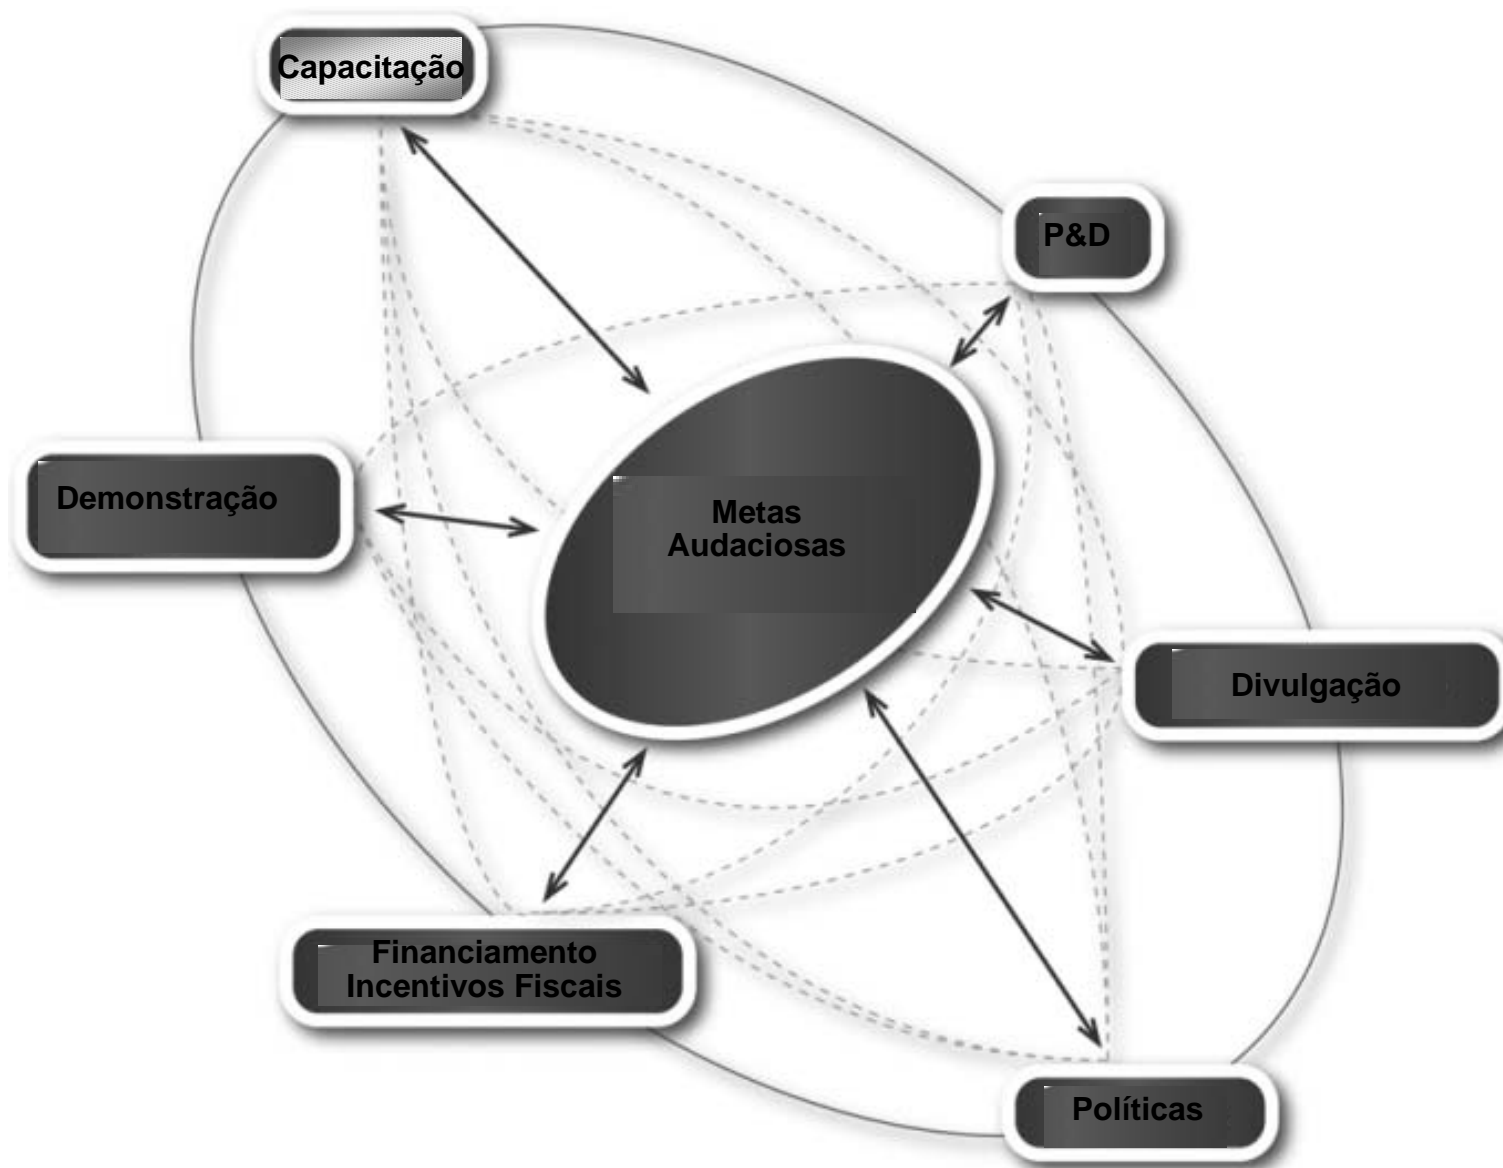 Capacitação
P&D
Demonstração
Metas
Audaciosas
Divulgação
Financiamento
Incentivos Fiscais
Políticas